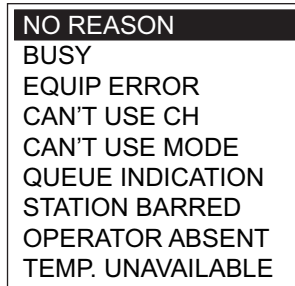 NO REASON
BUSY
EQUIP ERROR
CAN'T USE CH
CAN'T USE MODE
QUEUE INDICATION
STATION BARRED
OPERATOR ABSENT
TEMP. UNAVAILABLE